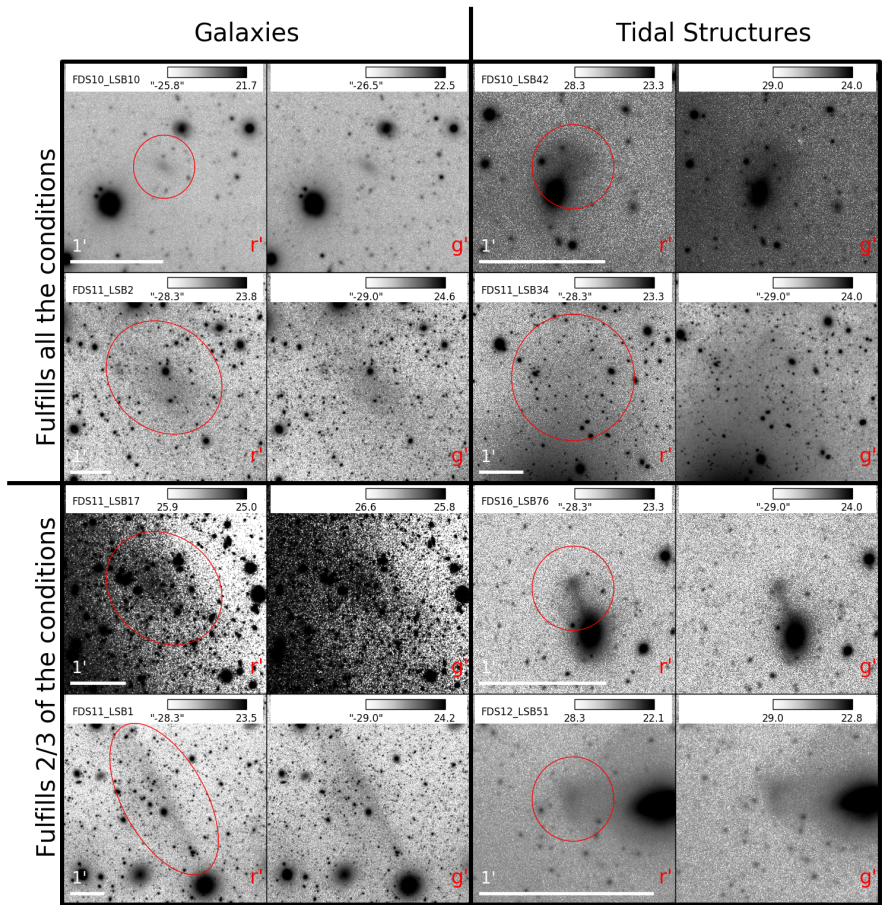 Galaxies
Tidal Structures
Fulfills all the conditions
FDS10_LSB10
"-25.8" 21.7
1'
r'
"-26.5" 22.5
g'
FDS10_LSB42
28.3 23.3
1'
r'
29.0 24.0
g'
FDS11_LSB2
"-28.3" 23.8
1'
r'
"-29.0" 24.6
g'
FDS11_LSB34
"-28.3" 23.3
1'
r'
"-29.0" 24.0
g'
Fulfills 2/3 of the conditions
FDS11_LSB17
25.9 25.0
1'
r'
26.6 25.8
g'
FDS16_LSB76
"-28.3" 23.3
1'
r'
"-29.0" 24.0
g'
FDS11_LSB1
"-28.3" 23.5
1'
r'
"-29.0" 24.2
g'
FDS12_LSB51
28.3 22.1
1'
r'
29.0 22.8
g'